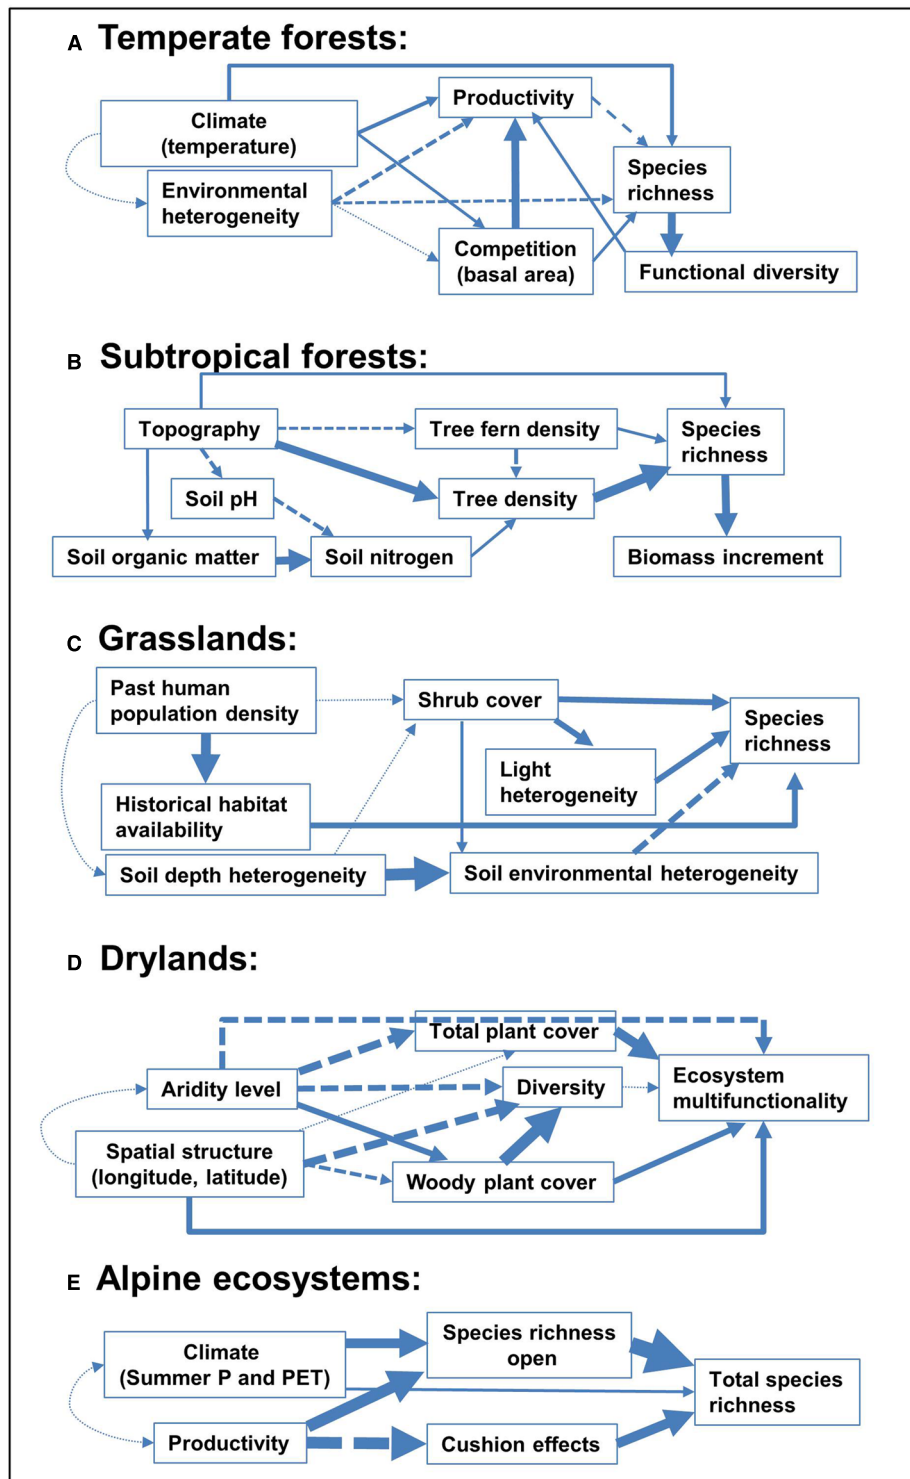 A Temperate forests:
Productivity
Climate
(temperature)
Species
richness
Environmental
heterogeneity
Competition
(basal area)
Functional diversity
B Subtropical forests:
Topography
Tree fern density
Species
richness
Soil pH
Tree density
Soil organic matter
Soil nitrogen
Biomass increment
C Grasslands:
Past human
population density
Shrub cover
Species
richness
Light
heterogeneity
Historical habitat
availability
Soil depth heterogeneity
Soil environmental heterogeneity
D Drylands:
Total plant cover
Aridity level
Diversity
Ecosystem
multifunctionality
Spatial structure
(longitude, latitude)
Woody plant cover
E Alpine ecosystems:
Species richness
open
Climate
(Summer P and PET)
Total species
richness
Productivity
Cushion effects